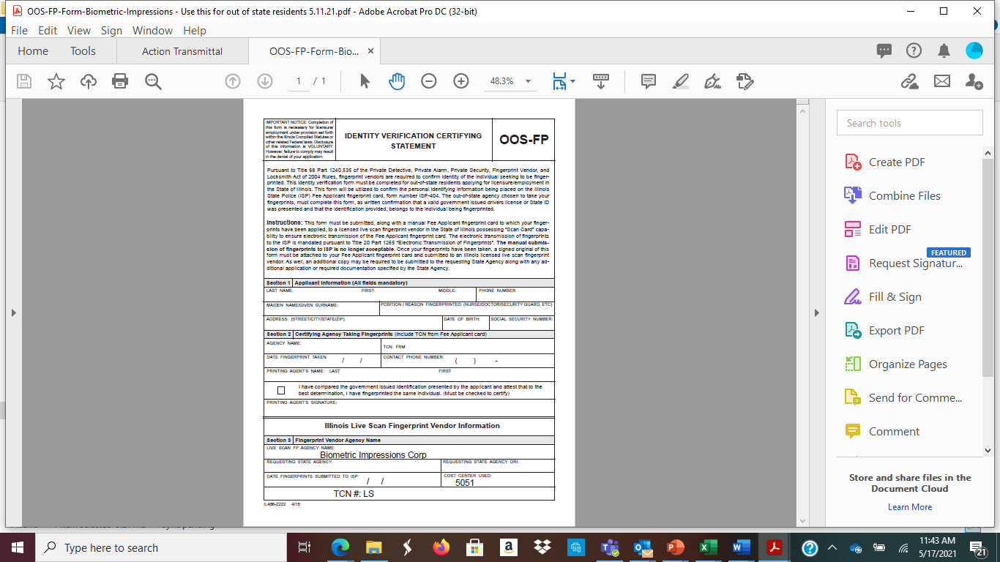 OOS-FP-Form-Biometric-Impressions - Use this for out of state residents 5.11.21.pdf - Adobe Acrobat Pro DC (32-bit)
File Edit View Sign Window Help
Home Tools Action Transmittal OOS-FP-Form-Bio... ×
1 / 1 48.3%
IMPORTANT NOTICE: Completion of
this form is necessary for licensure/
employment under provision set forth
within the Illinois Compiled Statutes or
other related Federal laws. Disclosure
of this information is VOLUNTARY.
However, failure to comply may result
in the denial of your application.
IDENTITY VERIFICATION CERTIFYING
STATEMENT
OOS-FP
Pursuant to Title 68 Part 1240.535 of the Private Detective, Private Alarm, Private Security, Fingerprint Vendor, and
Locksmith Act of 2004 Rules, fingerprint vendors are required to confirm identity of the individual seeking to be finger-
printed. This identity verification form must be completed for out-of-state residents applying for licensure/employment in
the State of Illinois. This form will be utilized to confirm the personal identifying information being placed on the Illinois
State Police (ISP) Fee Applicant fingerprint card, form number ISP-404. The out-of-state agency chosen to take your
fingerprints, must complete this form, as written confirmation that a valid government issued drivers license or State ID
was presented and that the identification provided, belongs to the individual being fingerprinted.
Instructions: This form must be submitted, along with a manual Fee Applicant fingerprint card to which your finger-
prints have been applied, to a licensed live scan fingerprint vendor in the State of Illinois possessing "Scan Card" capa-
bility to ensure electronic transmission of the Fee Applicant fingerprint card. The electronic transmission of fingerprints
to the ISP is mandated pursuant to Title 20 Part 1265 "Electronic Transmission of Fingerprints". The manual submis-
sion of fingerprints to ISP is no longer acceptable. Once your fingerprints have been taken, a signed original of this
form must be attached to your Fee Applicant fingerprint card and submitted to an Illinois licensed live scan fingerprint
vendor. As well, an additional copy may be required to be submitted to the requesting State Agency along with any ad-
ditional application or required documentation specified by the State Agency.
Section 1 Applicant Information (All fields mandatory)
LAST NAME: FIRST: MIDDLE: PHONE NUMBER:
MAIDEN NAME/GIVEN SURNAME: POSITION / REASON FINGERPRINTED: (NURSE/DOCTOR/SECURITY GUARD, ETC)
ADDRESS: (STREET/CITY/STATE/ZIP) DATE OF BIRTH: SOCIAL SECURITY NUMBER:
Section 2 Certifying Agency Taking Fingerprints (Include TCN from Fee Applicant card)
AGENCY NAME: TCN: FRM
DATE FINGERPRINT TAKEN: / / CONTACT PHONE NUMBER: ( ) -
PRINTING AGENT'S NAME: LAST FIRST
I have compared the government issued identification presented by the applicant and attest that to the
best determination, I have fingerprinted the same individual. (Must be checked to certify)
PRINTING AGENT'S SIGNATURE:
Illinois Live Scan Fingerprint Vendor Information
Section 3 Fingerprint Vendor Agency Name
LIVE SCAN FP AGENCY NAME:
Biometric Impressions Corp
REQUESTING STATE AGENCY: REQUESTING STATE AGENCY ORI:
DATE FINGERPRINTS SUBMITTED TO ISP: / / COST CENTER USED:
5051
TCN #: LS
IL486-2222 4/15
Search tools
Create PDF
Combine Files
Edit PDF
FEATURED
Request Signatur...
Fill & Sign
Export PDF
Organize Pages
Send for Comme...
Comment
Store and share files in the
Document Cloud
Learn More
Type here to search
11:43 AM
5/17/2021
21